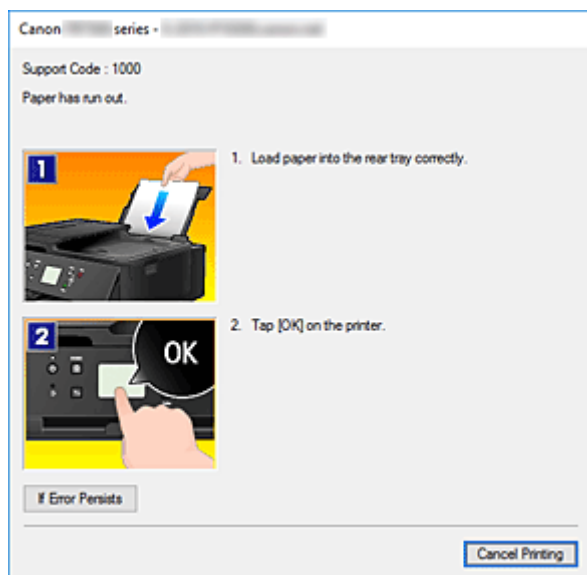 Canon series -
Support Code : 1000
Paper has run out.
1
1. Load paper into the rear tray correctly.
2
OK
2. Tap [OK] on the printer.
If Error Persists
Cancel Printing